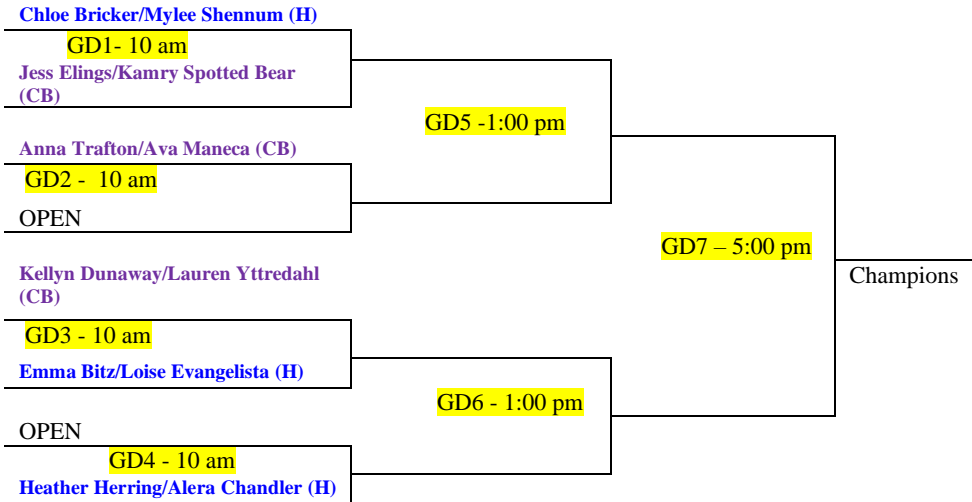 Chloe Bricker/Mylee Shennum (H)
GD1- 10 am
Jess Elings/Kamry Spotted Bear
(CB)
GD5 -1:00 pm
Anna Trafton/Ava Maneca (CB)
GD2 - 10 am
OPEN
GD7 – 5:00 pm
Kellyn Dunaway/Lauren Yttredahl
(CB)
Champions
GD3 - 10 am
Emma Bitz/Loise Evangelista (H)
GD6 - 1:00 pm
OPEN
GD4 - 10 am
Heather Herring/Alera Chandler (H)